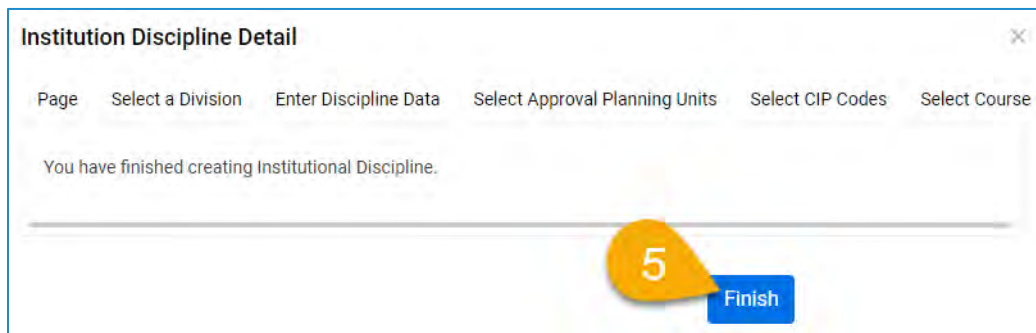 Institution Discipline Detail ×
Page Select a Division Enter Discipline Data Select Approval Planning Units Select CIP Codes Select Course
You have finished creating Institutional Discipline.
5
Finish